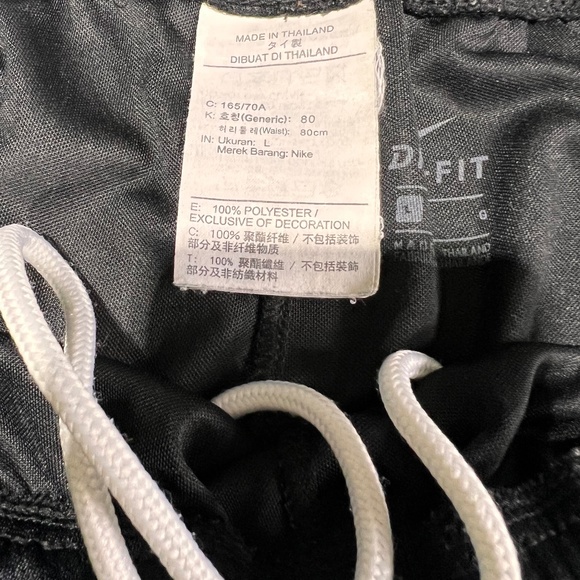 MADE IN THAILAND
タイ製
DIBUAT DI THAILAND
C: 165/70A
K: 호칭(Generic): 80
허리둘레(Waist): 80cm
IN: Ukuran: L
Merek Barang: Nike
E: 100% POLYESTER /
EXCLUSIVE OF DECORATION
C: 100% 聚酯纤维 / 不包括装饰
部分及非纤维物质
T: 100% 聚酯纖維 / 不包括裝飾
部分及非紡織材料
FIT
L
G
THAILAND